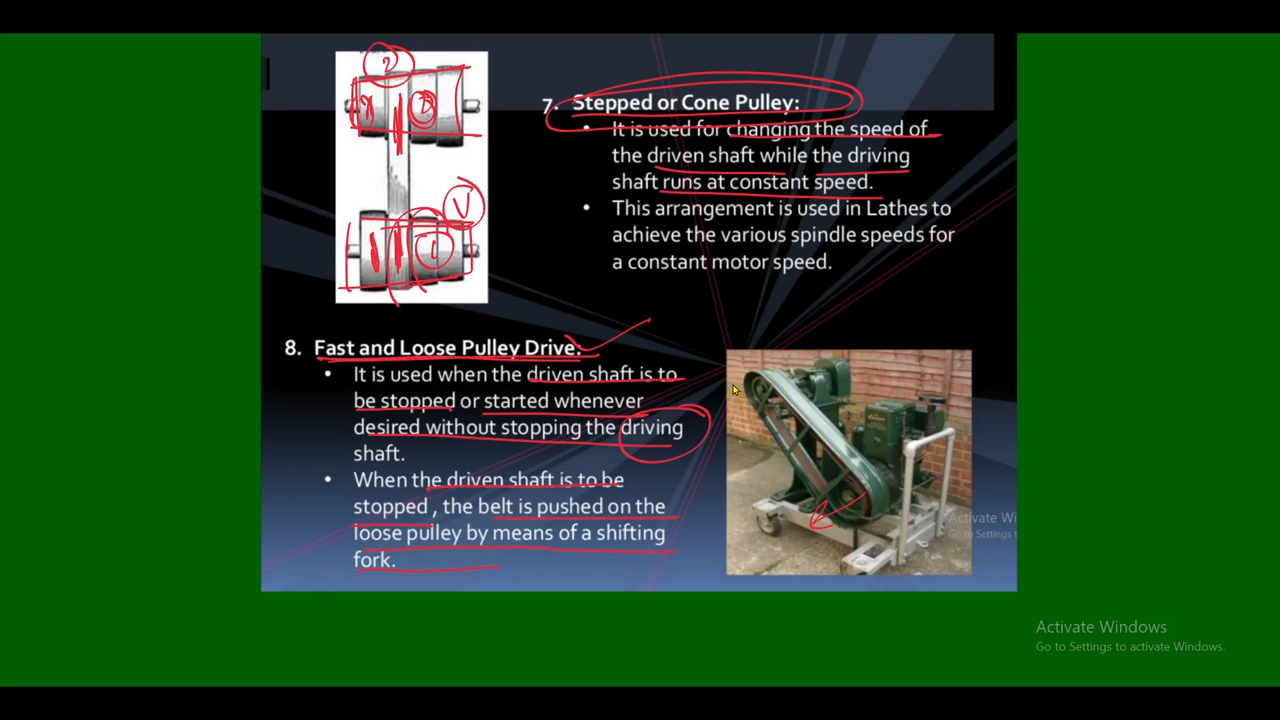 7. Stepped or Cone Pulley:
• It is used for changing the speed of
the driven shaft while the driving
shaft runs at constant speed.
• This arrangement is used in Lathes to
achieve the various spindle speeds for
a constant motor speed.
8. Fast and Loose Pulley Drive:
• It is used when the driven shaft is to
be stopped or started whenever
desired without stopping the driving
shaft.
• When the driven shaft is to be
stopped , the belt is pushed on the
loose pulley by means of a shifting
fork.
Activate Wi
Go to Settings t
Activate Windows
Go to Settings to activate Windows.